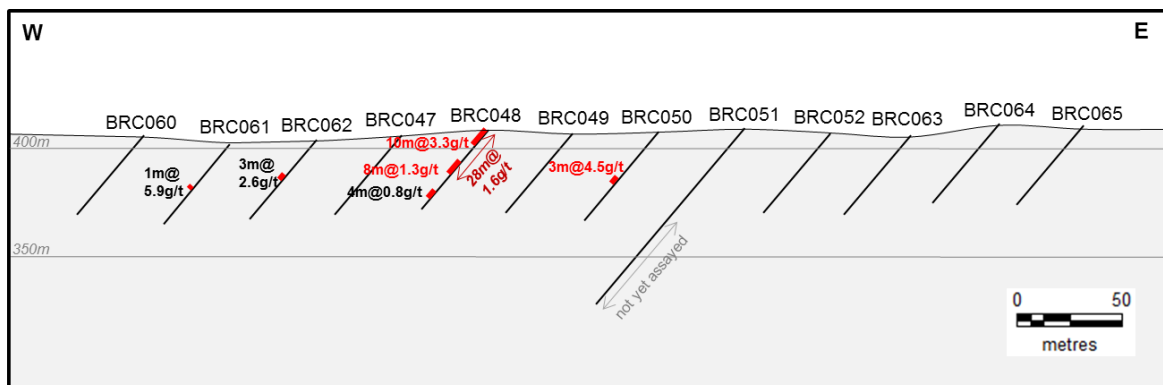 W
E
BRC060
BRC061
BRC062
BRC047
BRC048
BRC049
BRC050
BRC051
BRC052
BRC063
BRC064
BRC065
400m
10m@3.3g/t
8m@1.3g/t
4m@0.8g/t
28m@
1.6g/t
1m@
5.9g/t
3m@
2.6g/t
3m@4.5g/t
350m
not yet assayed
0
50
metres